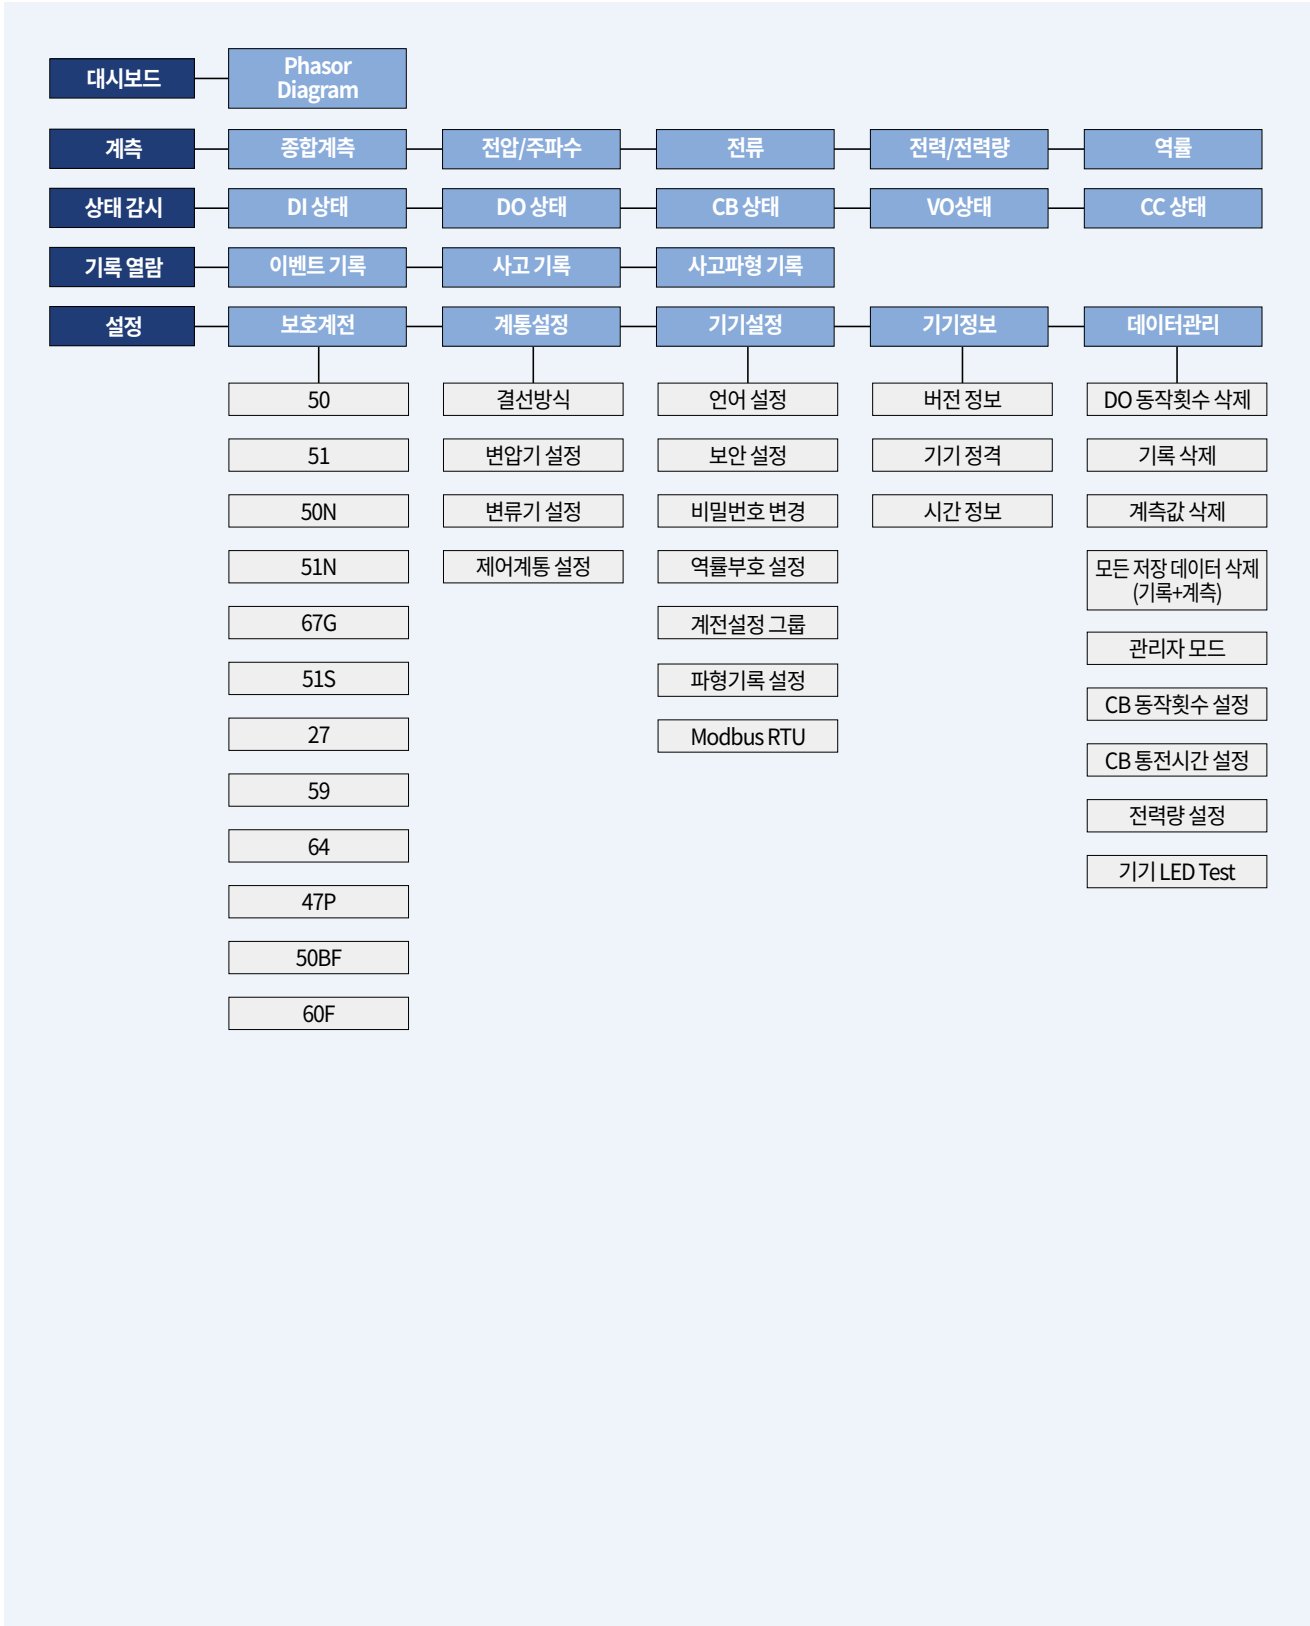 대시보드
Phasor
Diagram
계측
종합계측
전압/주파수
전류
전력/전력량
역률
상태 감시
DI 상태
DO 상태
CB 상태
VO상태
CC 상태
기록 열람
이벤트 기록
사고 기록
사고파형 기록
설정
보호계전
계통설정
기기설정
기기정보
데이터관리
50
51
50N
51N
67G
51S
27
59
64
47P
50BF
60F
결선방식
변압기 설정
변류기 설정
제어계통 설정
언어 설정
보안 설정
비밀번호 변경
역률부호 설정
계전설정 그룹
파형기록 설정
Modbus RTU
버전 정보
기기 정격
시간 정보
DO 동작횟수 삭제
기록 삭제
계측값 삭제
모든 저장 데이터 삭제
(기록+계측)
관리자 모드
CB 동작횟수 설정
CB 통전시간 설정
전력량 설정
기기 LED Test